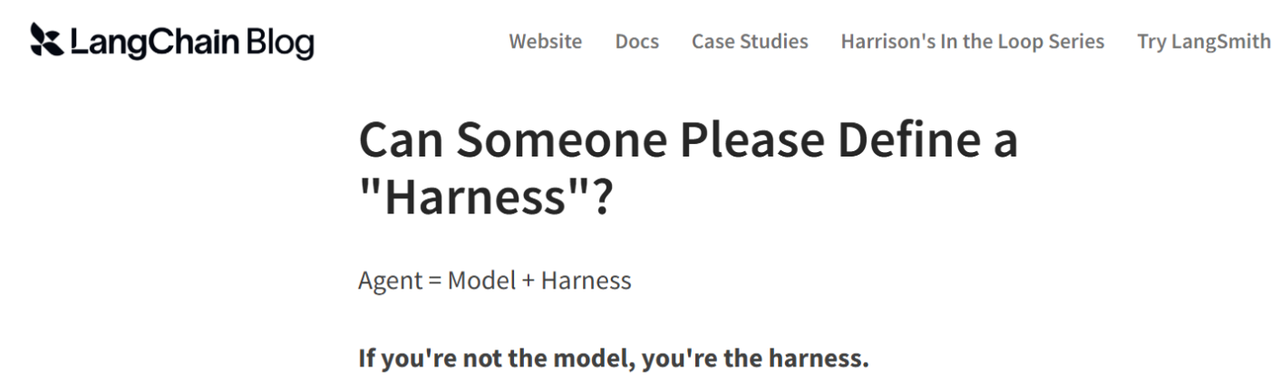 LangChain Blog
Website Docs Case Studies Harrison's In the Loop Series Try LangSmith
Can Someone Please Define a
"Harness"?
Agent = Model + Harness
If you're not the model, you're the harness.